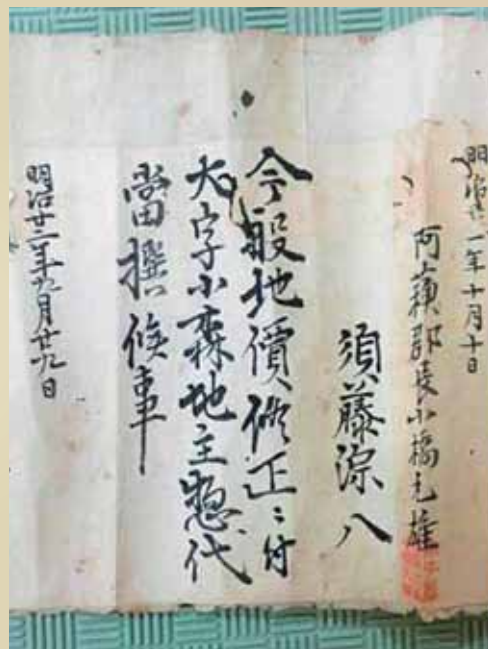 明治廿一年十月十日
阿蘇郡長小橋元雄
須藤源八
今般地價修正ニ付
大字小森地主惣代
當撰候事
明治廿二年九月廿九日